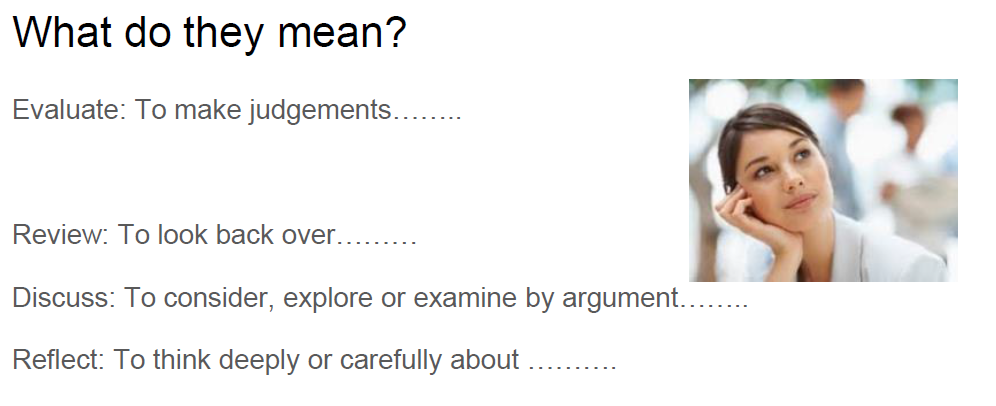 What do they mean?
Evaluate: To make judgements……..
Review: To look back over………
Discuss: To consider, explore or examine by argument……..
Reflect: To think deeply or carefully about ……….